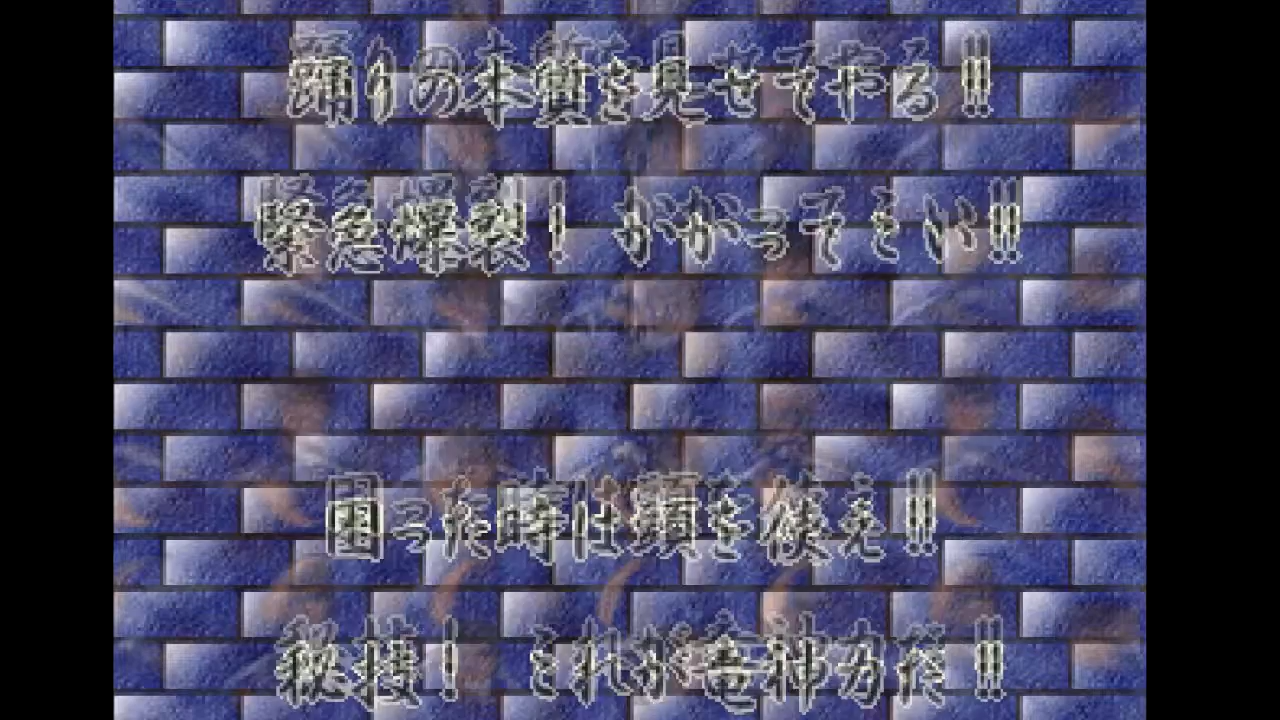 踊りの本質を見せてやる!!
緊急爆裂! かかってこい!!
困った時は頭を使え!!
秘技! これが竜神力だ!!